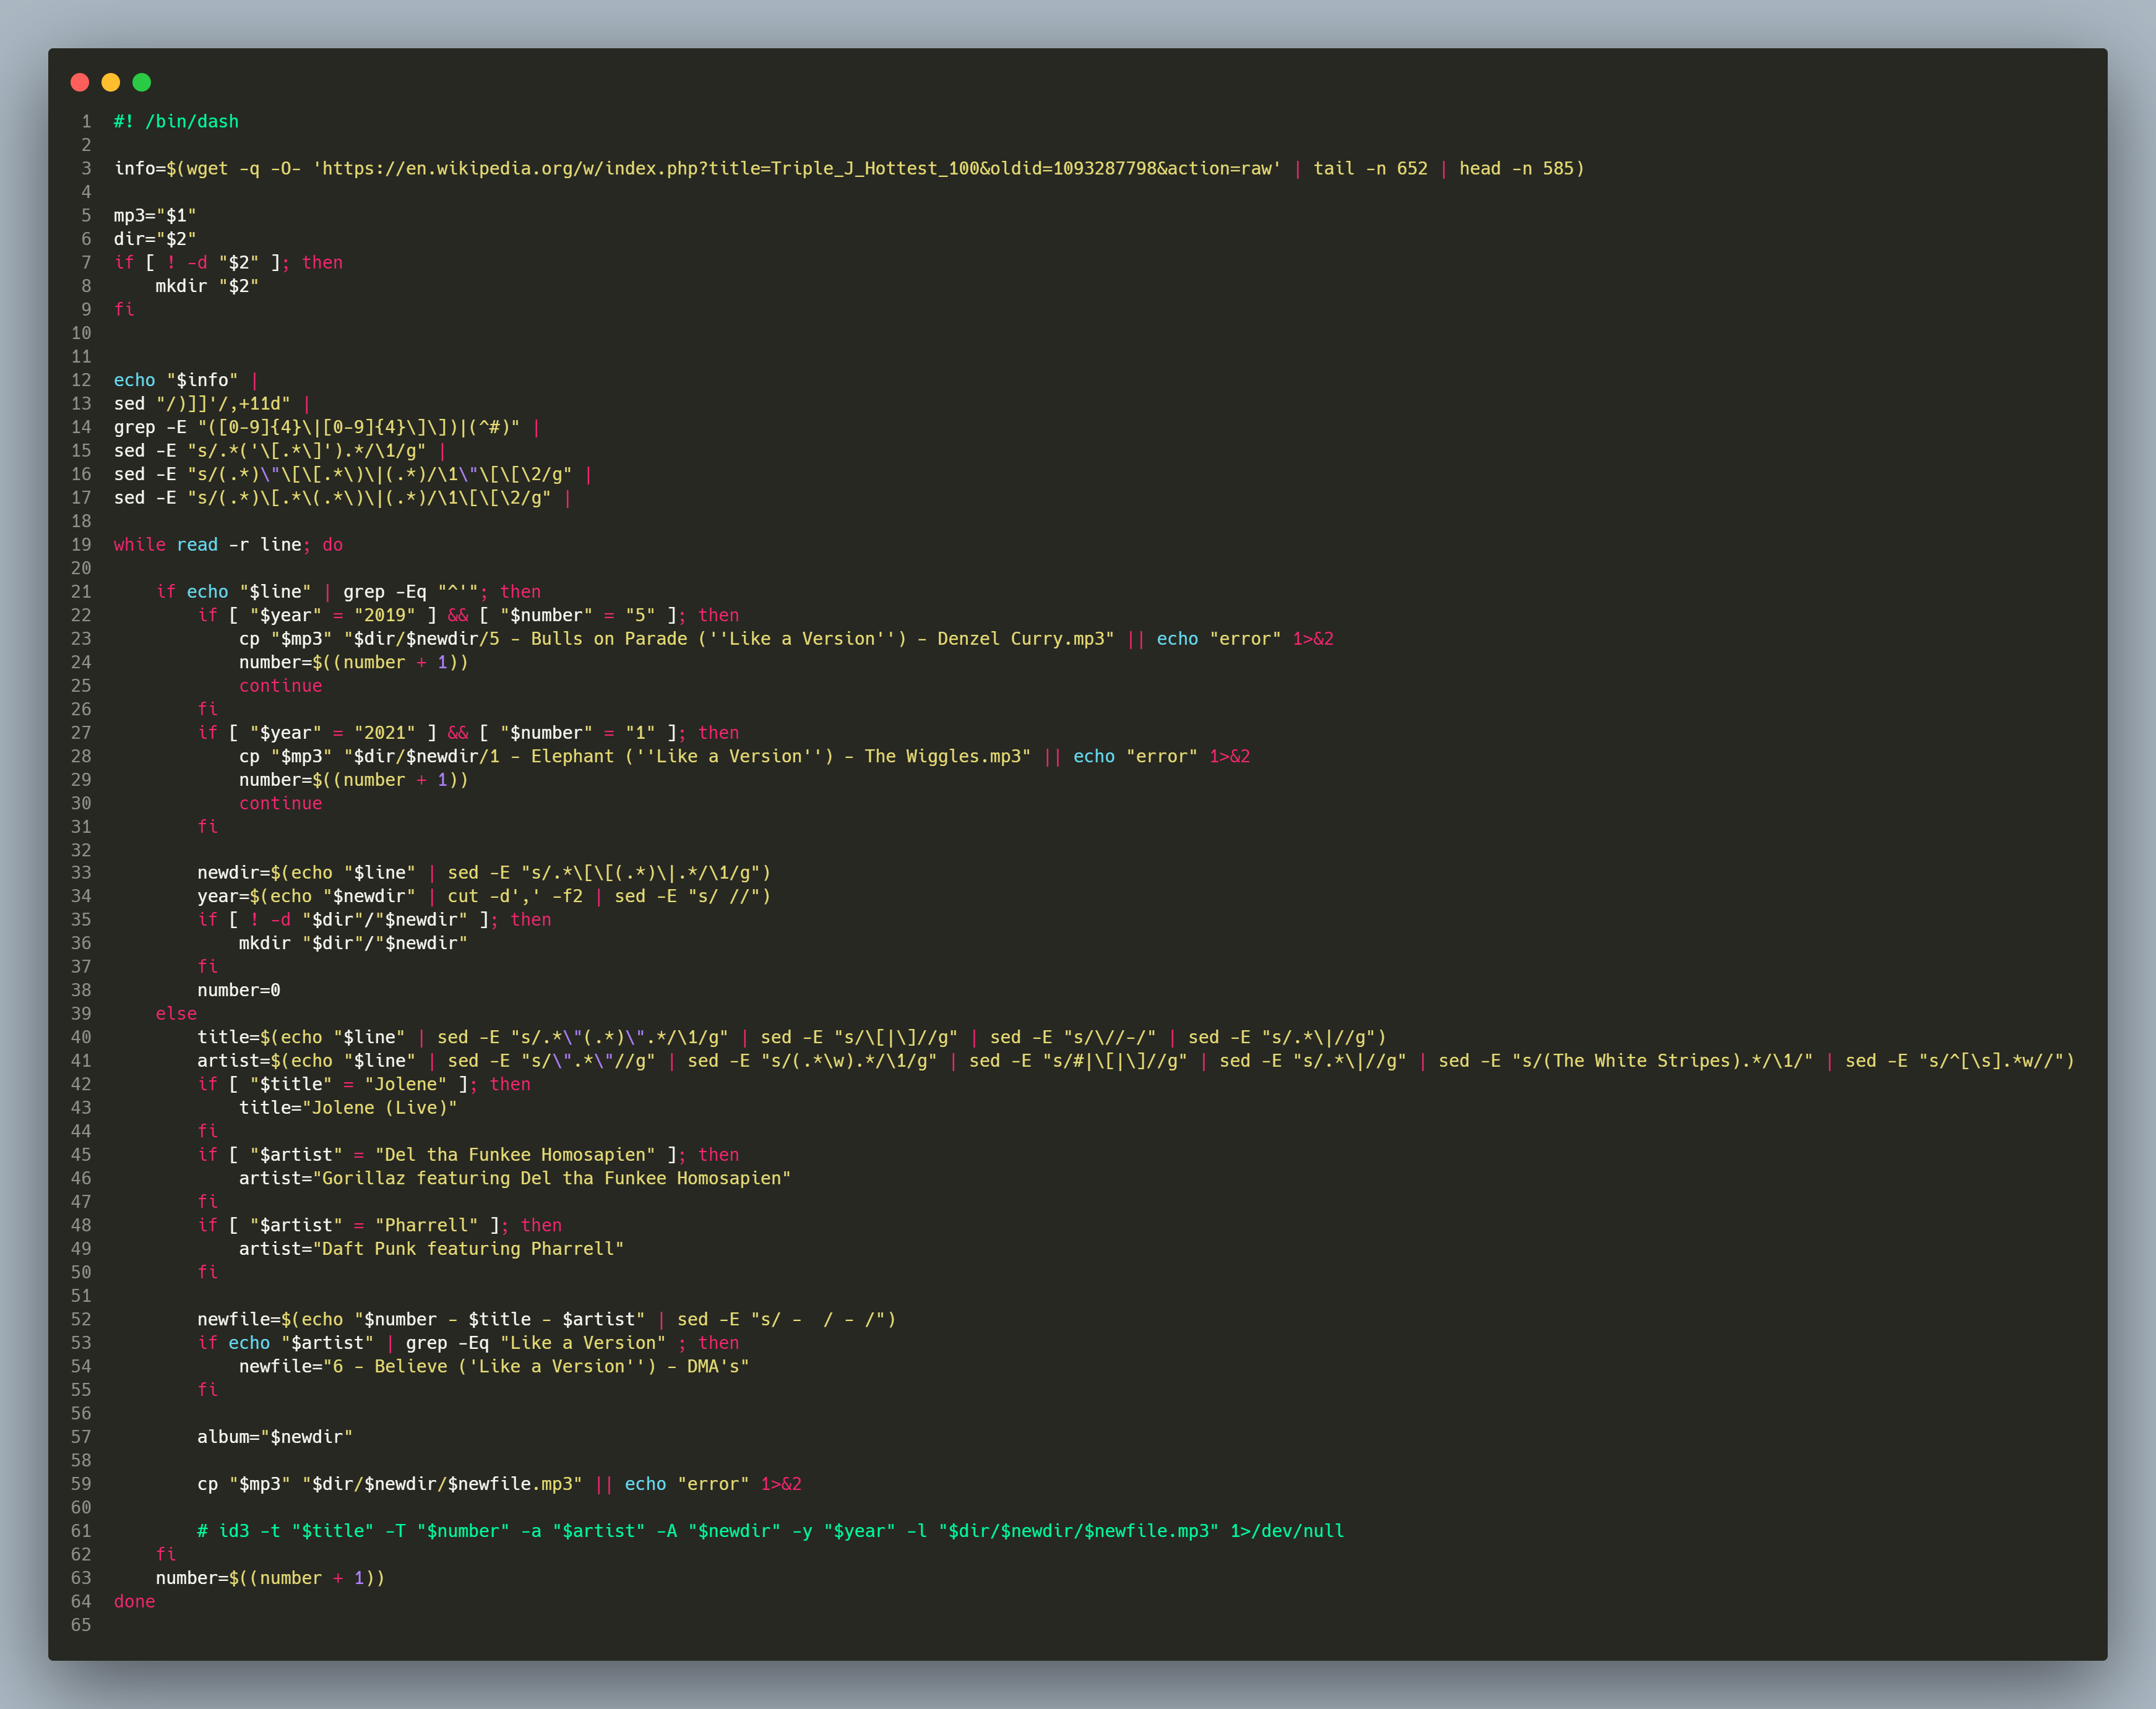 1 #! /bin/dash
2
3 info=$(wget -q -O- 'https://en.wikipedia.org/w/index.php?title=Triple_J_Hottest_100&oldid=1093287798&action=raw' | tail -n 652 | head -n 585)
4
5 mp3="$1"
6 dir="$2"
7 if [ ! -d "$2" ]; then
8     mkdir "$2"
9 fi
10
11
12 echo "$info" |
13 sed "/)]]'/,+11d" |
14 grep -E "([0-9]{4}\|[0-9]{4}\]\])|(^#)" |
15 sed -E "s/.*('\[.*\]').*/\1/g" |
16 sed -E "s/(.*)\"\[\[.*\)\|(.*)/\1\"\[\[\2/g" |
17 sed -E "s/(.*)\[.*\(.*\)\|(.*)/\1\[\[\2/g" |
18
19 while read -r line; do
20
21     if echo "$line" | grep -Eq "^'"; then
22         if [ "$year" = "2019" ] && [ "$number" = "5" ]; then
23             cp "$mp3" "$dir/$newdir/5 - Bulls on Parade (''Like a Version'') - Denzel Curry.mp3" || echo "error" 1>&2
24             number=$((number + 1))
25             continue
26         fi
27         if [ "$year" = "2021" ] && [ "$number" = "1" ]; then
28             cp "$mp3" "$dir/$newdir/1 - Elephant (''Like a Version'') - The Wiggles.mp3" || echo "error" 1>&2
29             number=$((number + 1))
30             continue
31         fi
32
33         newdir=$(echo "$line" | sed -E "s/.*\[\[(.*)\|.*/\1/g")
34         year=$(echo "$newdir" | cut -d',' -f2 | sed -E "s/ //")
35         if [ ! -d "$dir"/"$newdir" ]; then
36             mkdir "$dir"/"$newdir"
37         fi
38         number=0
39     else
40         title=$(echo "$line" | sed -E "s/.*\"(.*)\".*/\1/g" | sed -E "s/\[|\]//g" | sed -E "s/\//-/" | sed -E "s/.*\|//g")
41         artist=$(echo "$line" | sed -E "s/\".*\"//g" | sed -E "s/(.*\w).*/\1/g" | sed -E "s/#|\[|\]//g" | sed -E "s/.*\|//g" | sed -E "s/(The White Stripes).*/\1/" | sed -E "s/^[\s].*w//")
42         if [ "$title" = "Jolene" ]; then
43             title="Jolene (Live)"
44         fi
45         if [ "$artist" = "Del tha Funkee Homosapien" ]; then
46             artist="Gorillaz featuring Del tha Funkee Homosapien"
47         fi
48         if [ "$artist" = "Pharrell" ]; then
49             artist="Daft Punk featuring Pharrell"
50         fi
51
52         newfile=$(echo "$number - $title - $artist" | sed -E "s/ -  / - /")
53         if echo "$artist" | grep -Eq "Like a Version" ; then
54             newfile="6 - Believe ('Like a Version'') - DMA's"
55         fi
56
57         album="$newdir"
58
59         cp "$mp3" "$dir/$newdir/$newfile.mp3" || echo "error" 1>&2
60
61         # id3 -t "$title" -T "$number" -a "$artist" -A "$newdir" -y "$year" -l "$dir/$newdir/$newfile.mp3" 1>/dev/null
62     fi
63     number=$((number + 1))
64 done
65